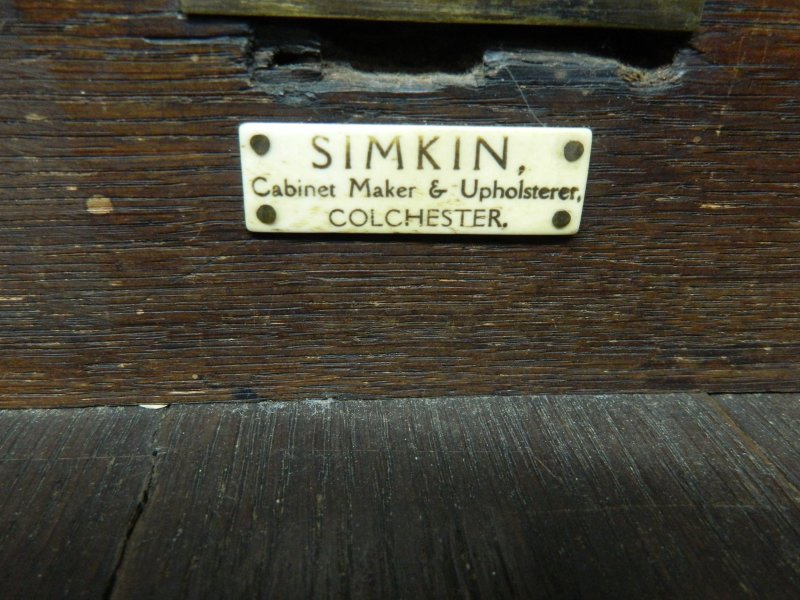 SIMKIN,
Cabinet Maker & Upholsterer,
COLCHESTER.